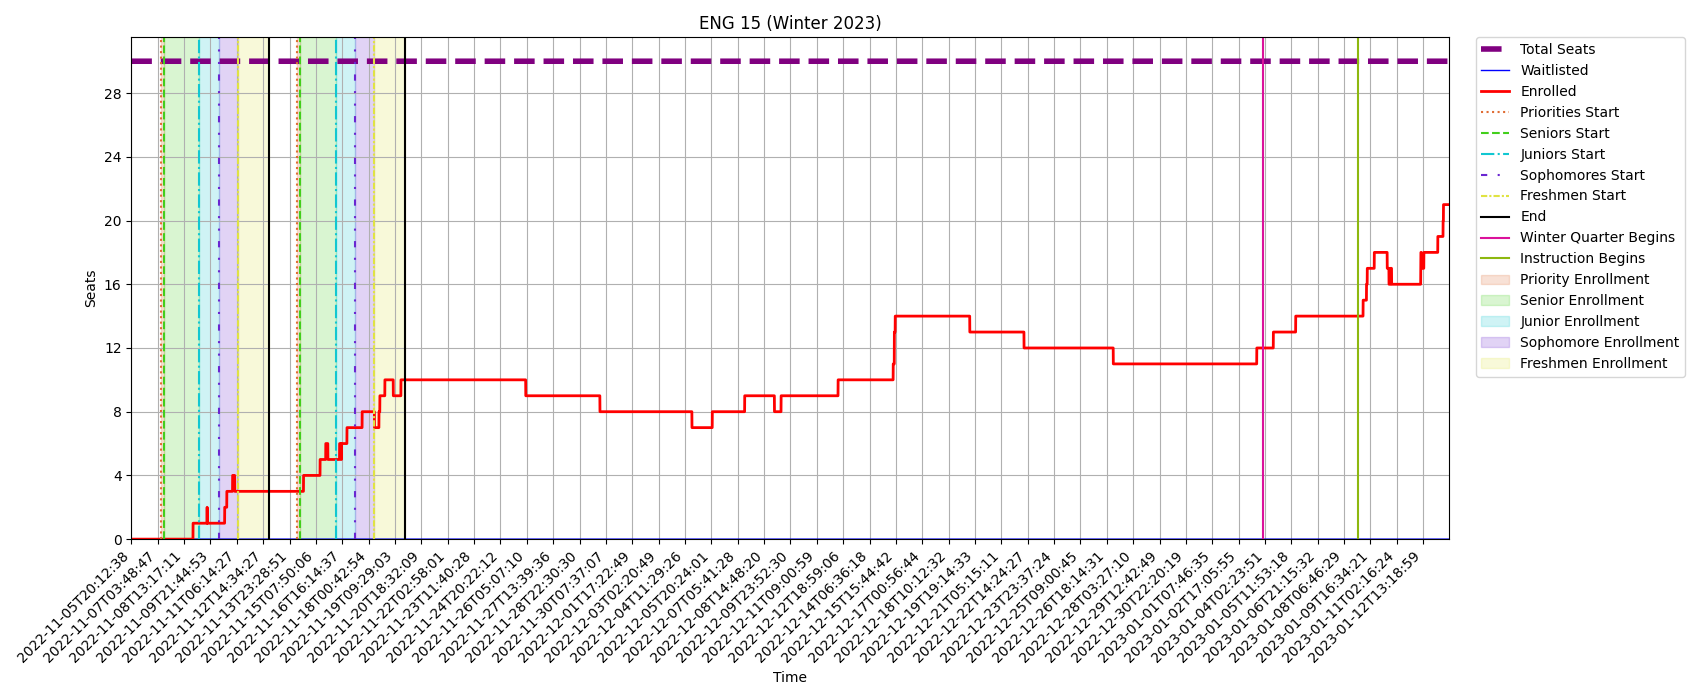 ENG 15 (Winter 2023)
Seats
28
24
20
16
12
8
4
0
2022-11-05T20:12:38
2022-11-07T03:48:47
2022-11-08T13:17:11
2022-11-09T21:44:53
2022-11-11T06:14:27
2022-11-12T14:34:27
2022-11-13T23:28:51
2022-11-15T07:50:06
2022-11-16T16:14:37
2022-11-18T00:42:54
2022-11-19T09:29:03
2022-11-20T18:32:09
2022-11-22T02:58:01
2022-11-23T11:40:28
2022-11-24T20:22:12
2022-11-26T05:07:10
2022-11-27T13:39:36
2022-11-28T22:30:30
2022-11-30T07:37:07
2022-12-01T17:22:49
2022-12-03T02:20:49
2022-12-04T11:29:26
2022-12-05T20:24:01
2022-12-07T05:41:28
2022-12-08T14:48:20
2022-12-09T23:52:30
2022-12-11T09:00:59
2022-12-12T18:59:06
2022-12-14T06:36:18
2022-12-15T15:44:42
2022-12-17T00:56:44
2022-12-18T10:12:32
2022-12-19T19:14:33
2022-12-21T05:15:11
2022-12-22T14:24:27
2022-12-23T23:37:24
2022-12-25T09:00:45
2022-12-26T18:14:31
2022-12-28T03:27:10
2022-12-29T12:42:49
2022-12-30T22:20:19
2023-01-01T07:46:35
2023-01-02T17:05:55
2023-01-04T02:23:51
2023-01-05T11:53:18
2023-01-06T21:15:32
2023-01-08T06:46:29
2023-01-09T16:34:21
2023-01-11T02:16:24
2023-01-12T13:18:59
Time
Total Seats
Waitlisted
Enrolled
Priorities Start
Seniors Start
Juniors Start
Sophomores Start
Freshmen Start
End
Winter Quarter Begins
Instruction Begins
Priority Enrollment
Senior Enrollment
Junior Enrollment
Sophomore Enrollment
Freshmen Enrollment